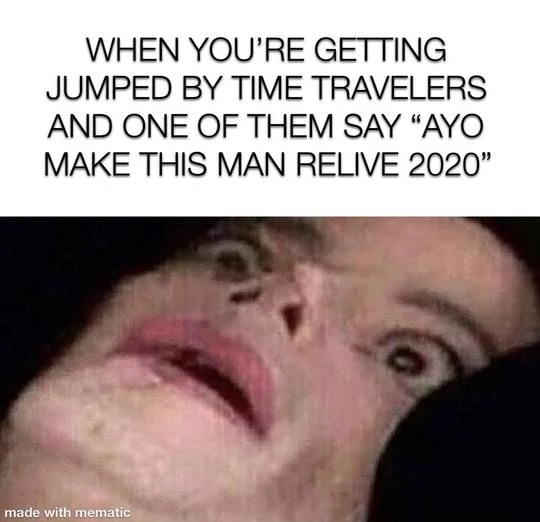 WHEN YOU’RE GETTING
JUMPED BY TIME TRAVELERS
AND ONE OF THEM SAY “AYO
MAKE THIS MAN RELIVE 2020”
made with mematic